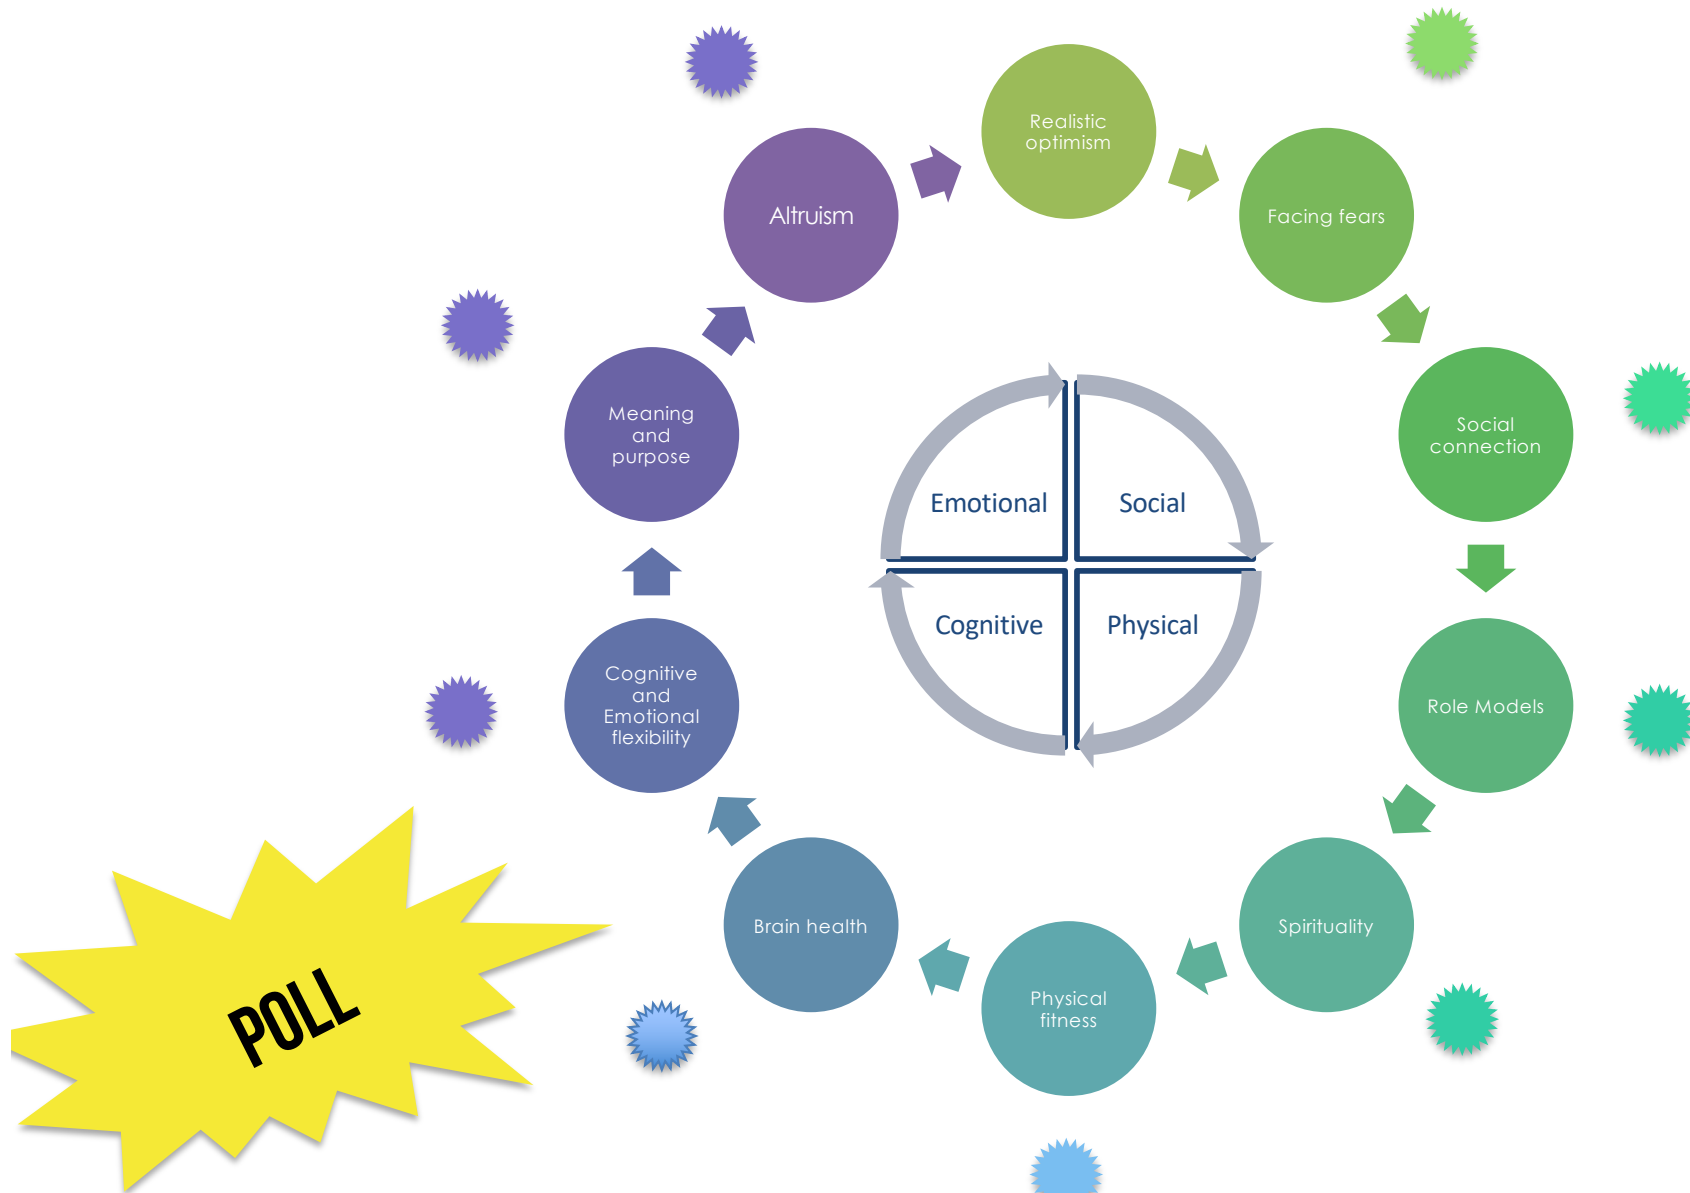 Realistic
optimism
Facing fears
Social
connection
Role Models
Spirituality
Physical
fitness
Brain health
Cognitive
and
Emotional
flexibility
Meaning
and
purpose
Altruism
Emotional
Social
Cognitive
Physical
POLL